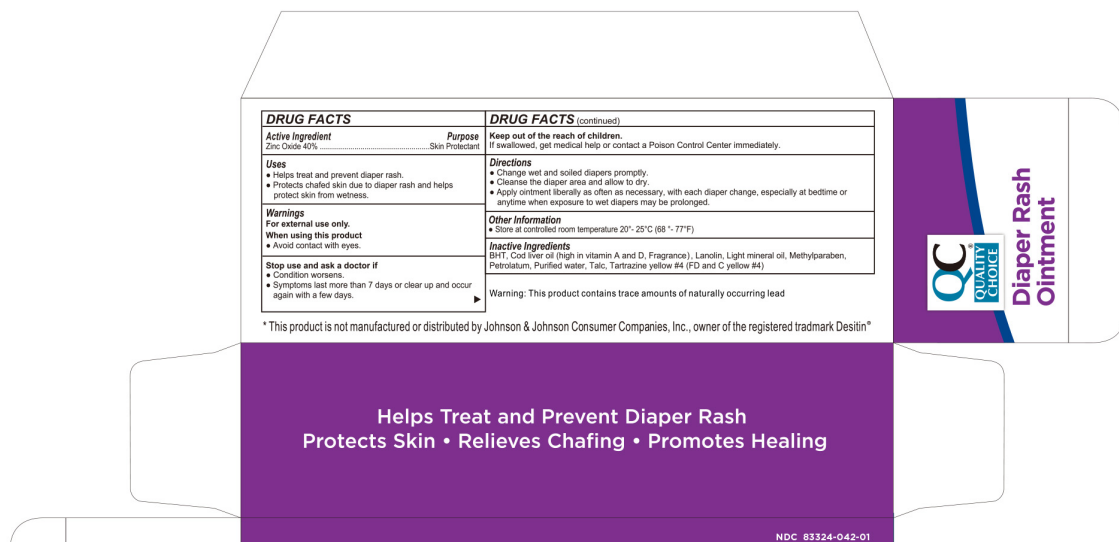 DRUG FACTS
Active Ingredient Purpose
Zinc Oxide 40% ..................................................Skin Protectant
Uses
● Helps treat and prevent diaper rash.
● Protects chafed skin due to diaper rash and helps
protect skin from wetness.
Warnings
For external use only.
When using this product
● Avoid contact with eyes.
Stop use and ask a doctor if
● Condition worsens.
● Symptoms last more than 7 days or clear up and occur
again with a few days.
DRUG FACTS (continued)
Keep out of the reach of children.
If swallowed, get medical help or contact a Poison Control Center immediately.
Directions
● Change wet and soiled diapers promptly.
● Cleanse the diaper area and allow to dry.
● Apply ointment liberally as often as necessary, with each diaper change, especially at bedtime or
anytime when exposure to wet diapers may be prolonged.
Other Information
● Store at controlled room temperature 20°- 25°C (68 °- 77°F)
Inactive Ingredients
BHT, Cod liver oil (high in vitamin A and D, Fragrance), Lanolin, Light mineral oil, Methylparaben,
Petrolatum, Purified water, Talc, Tartrazine yellow #4 (FD and C yellow #4)
Warning: This product contains trace amounts of naturally occurring lead
* This product is not manufactured or distributed by Johnson & Johnson Consumer Companies, Inc., owner of the registered tradmark Desitin®
QC®
QUALITY
CHOICE
Diaper Rash
Ointment
Helps Treat and Prevent Diaper Rash
Protects Skin • Relieves Chafing • Promotes Healing
NDC 83324-042-01